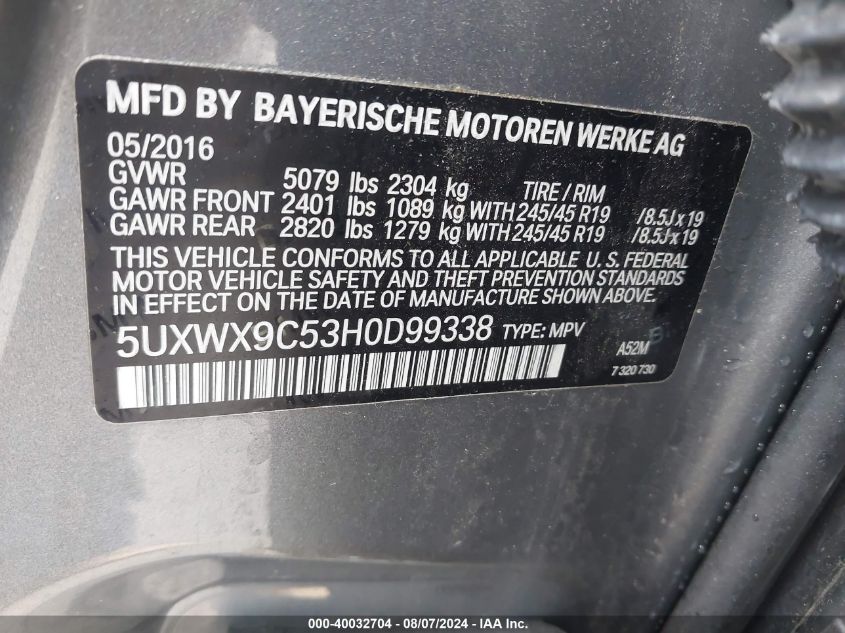 MFD BY BAYERISCHE MOTOREN WERKE AG
05/2016
GVWR 5079 lbs 2304 kg TIRE / RIM
GAWR FRONT 2401 lbs 1089 kg WITH 245/45 R19 /8.5J x 19
GAWR REAR 2820 lbs 1279 kg WITH 245/45 R19 /8.5J x 19
THIS VEHICLE CONFORMS TO ALL APPLICABLE U. S. FEDERAL
MOTOR VEHICLE SAFETY AND THEFT PREVENTION STANDARDS
IN EFFECT ON THE DATE OF MANUFACTURE SHOWN ABOVE.
5UXWX9C53H0D99338 TYPE: MPV
A52M
7 320 730
000-40032704 - 08/07/2024 - IAA Inc.